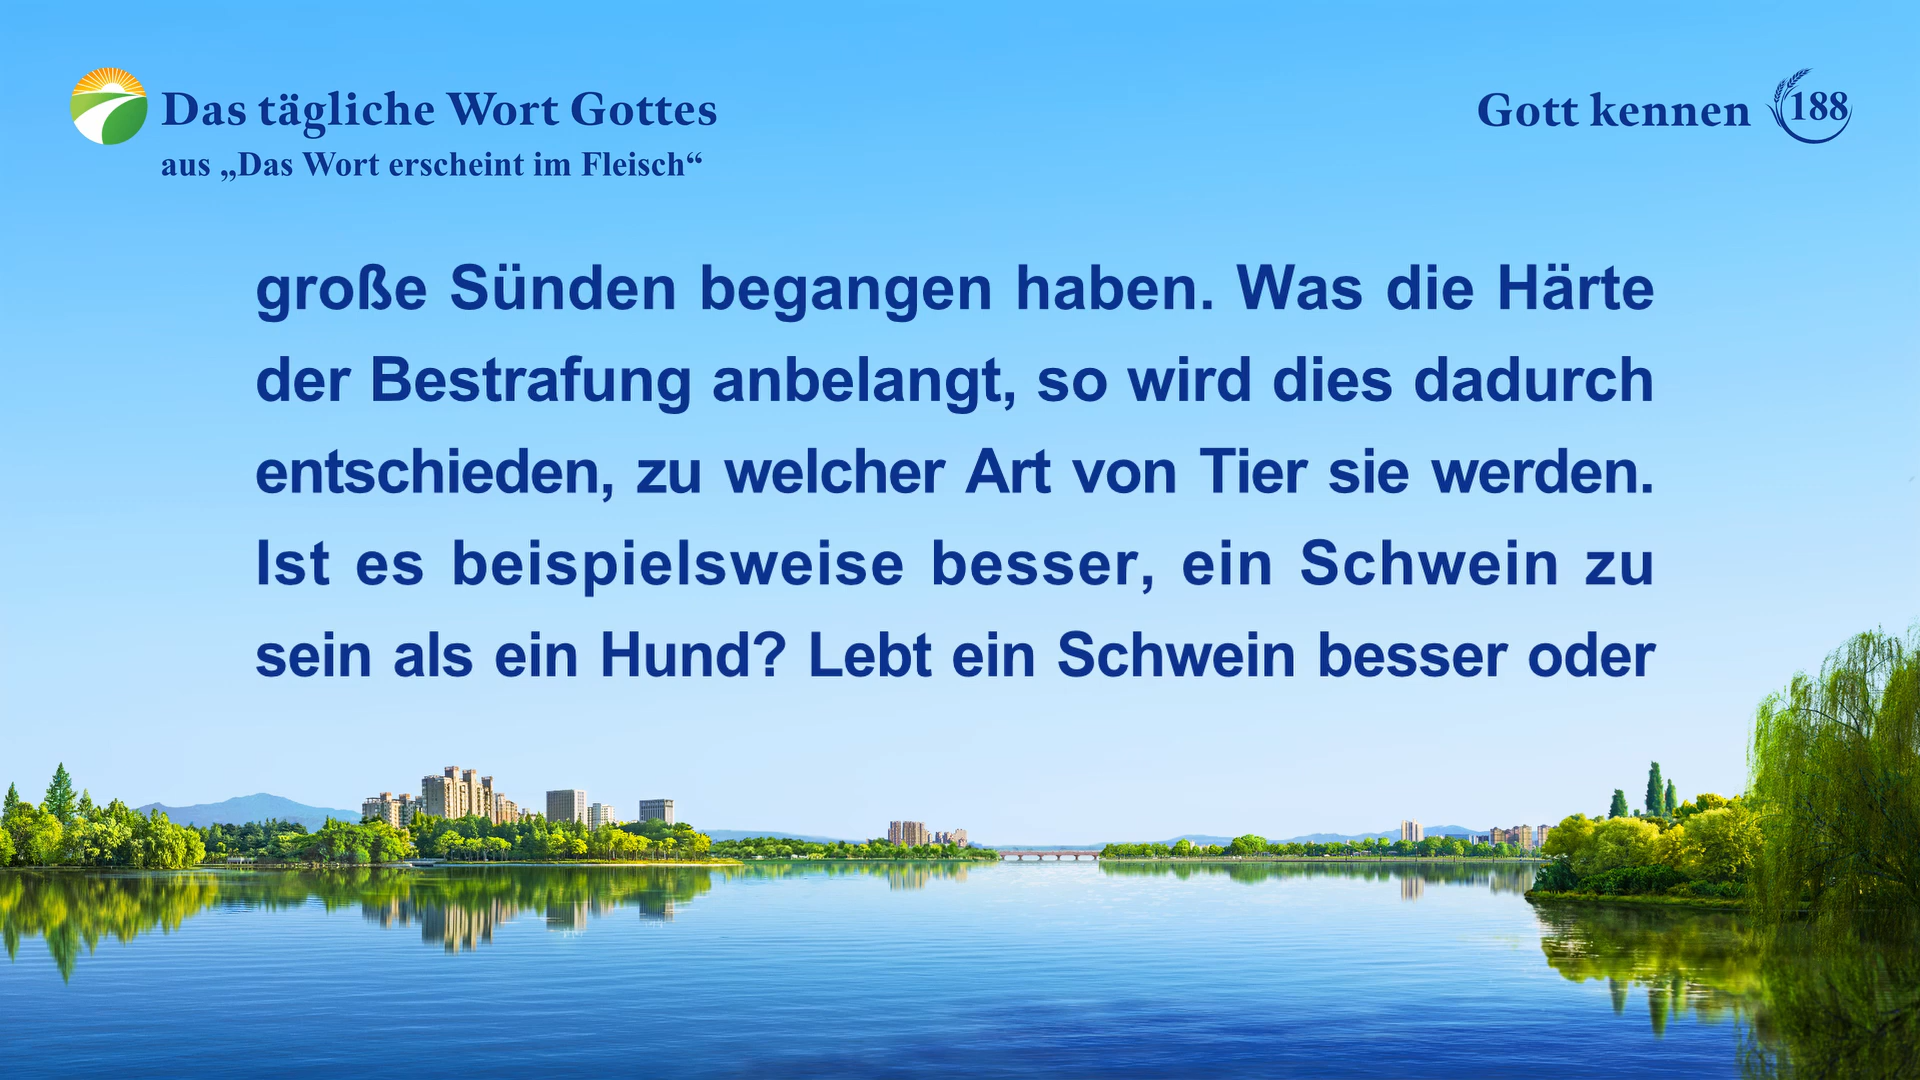 Das tägliche Wort Gottes
aus „Das Wort erscheint im Fleisch“
Gott kennen 188
große Sünden begangen haben. Was die Härte
der Bestrafung anbelangt, so wird dies dadurch
entschieden, zu welcher Art von Tier sie werden.
Ist es beispielsweise besser, ein Schwein zu
sein als ein Hund? Lebt ein Schwein besser oder